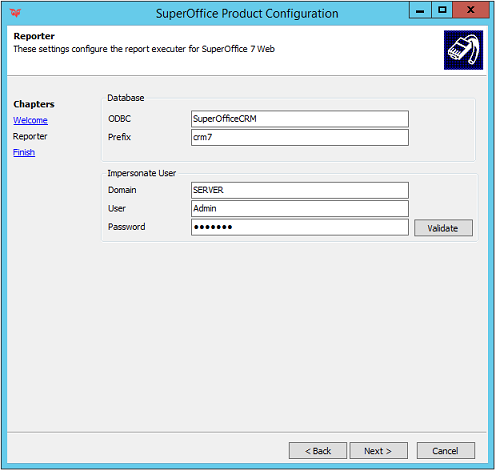 SuperOffice Product Configuration
X
Reporter
These settings configure the report executer for SuperOffice 7 Web
Chapters
Welcome
Reporter
Finish
Database
ODBC SuperOfficeCRM
Prefix crm7
Impersonate User
Domain SERVER
User Admin
Password ●●●●●●●
Validate
< Back Next > Cancel